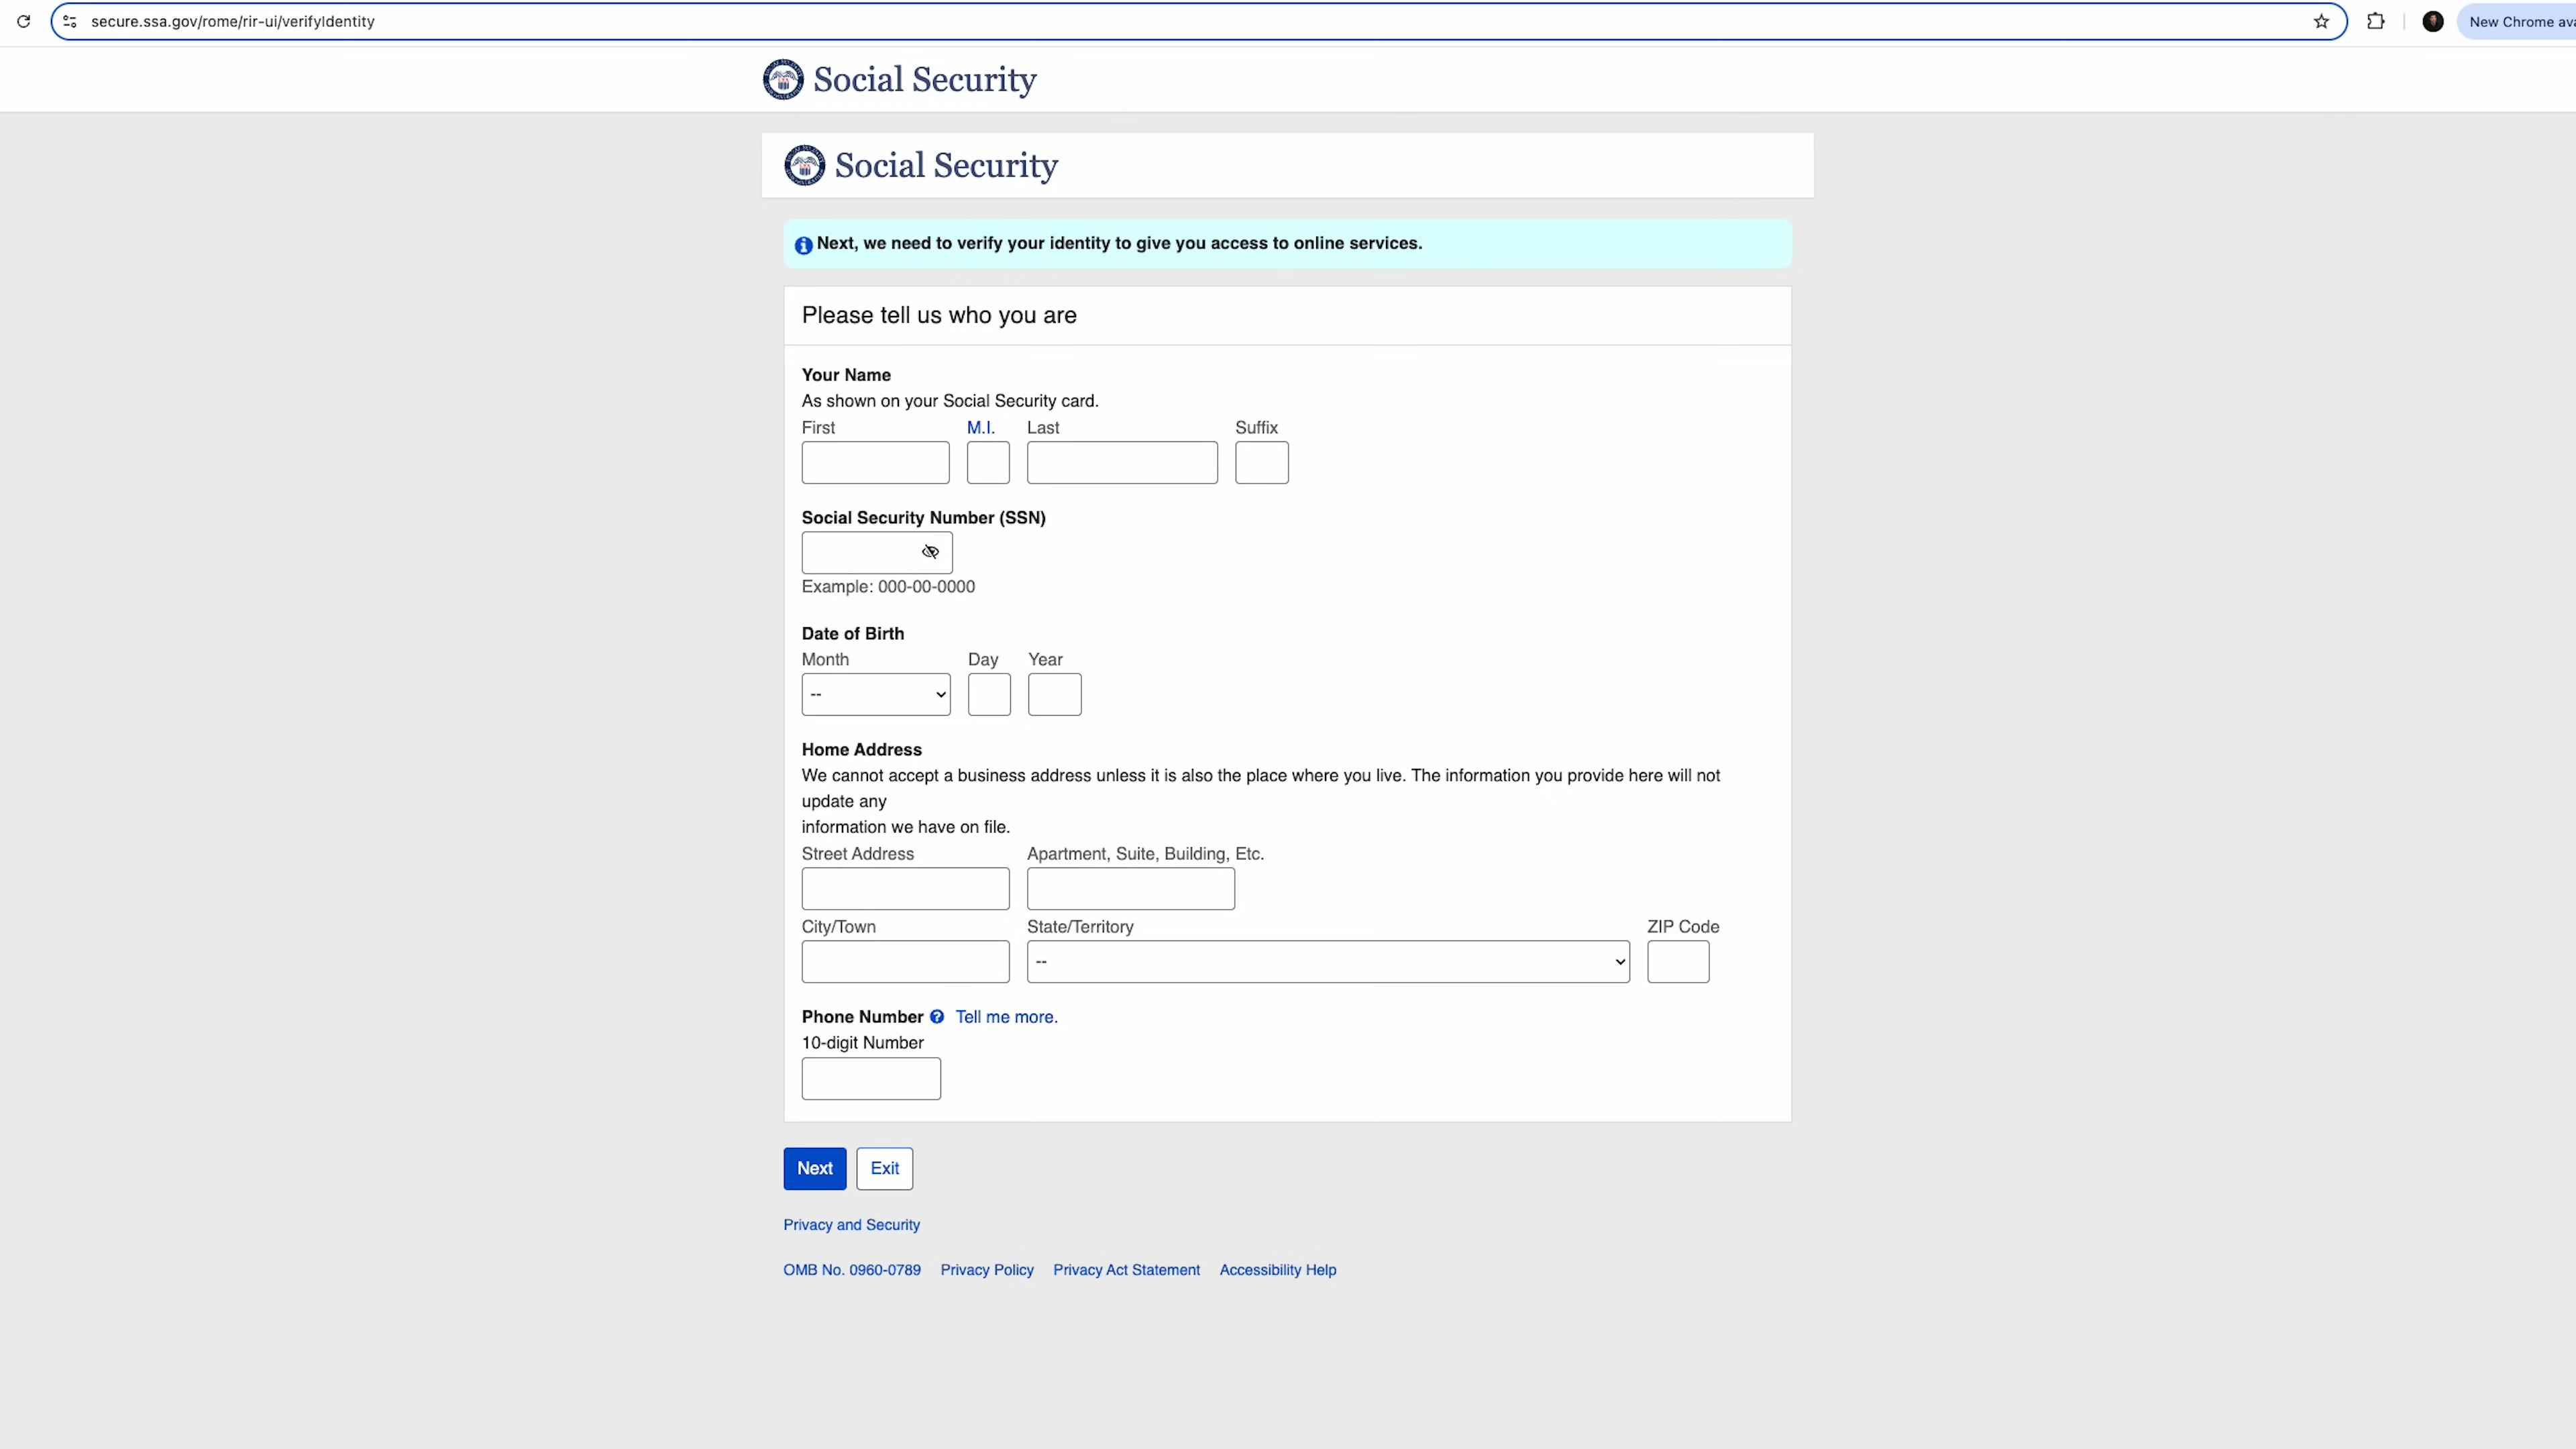 secure.ssa.gov/rome/rir-ui/verifyIdentity
New Chrome ava
Social Security
Social Security
Next, we need to verify your identity to give you access to online services.
Please tell us who you are
Your Name
As shown on your Social Security card.
First M.I. Last Suffix
Social Security Number (SSN)
Example: 000-00-0000
Date of Birth
Month Day Year
--
Home Address
We cannot accept a business address unless it is also the place where you live. The information you provide here will not
update any
information we have on file.
Street Address Apartment, Suite, Building, Etc.
City/Town State/Territory ZIP Code
--
Phone Number Tell me more.
10-digit Number
Next Exit
Privacy and Security
OMB No. 0960-0789 Privacy Policy Privacy Act Statement Accessibility Help